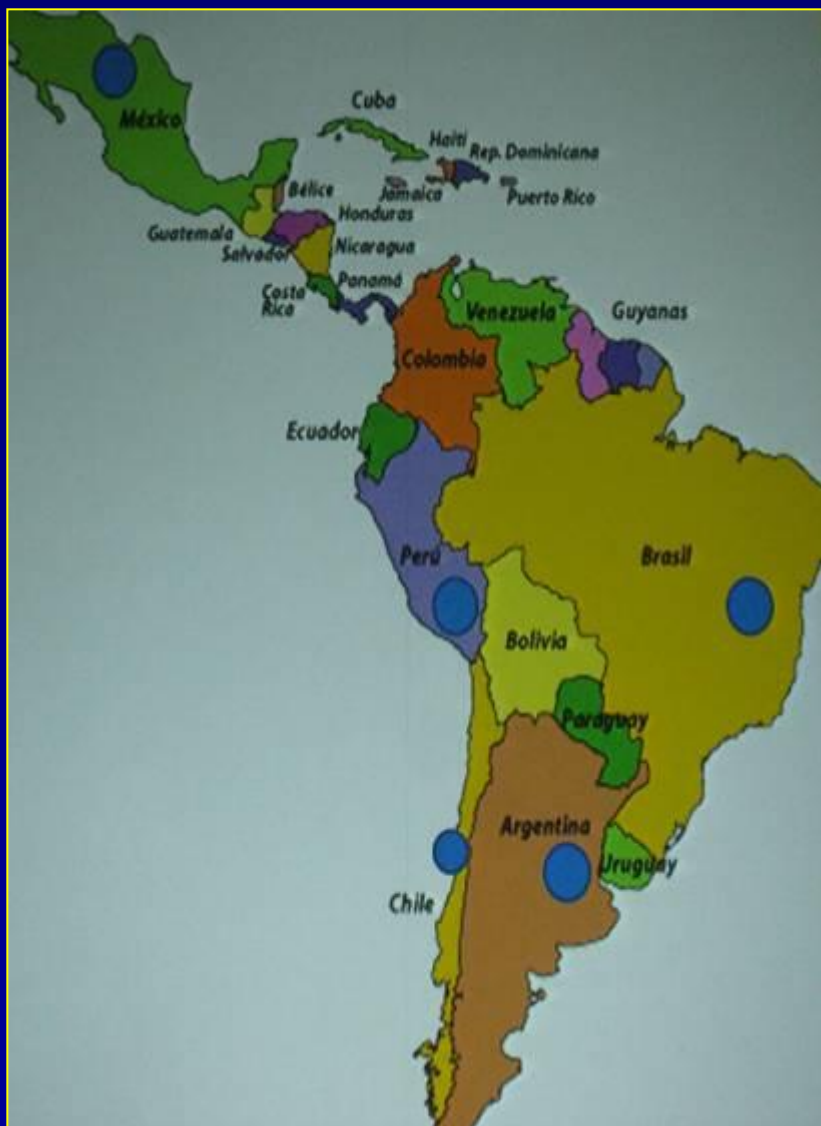 México
Cuba
Haiti
Rep. Dominicana
Jamaica
Puerto Rico
Bélice
Honduras
Guatemala
Salvador
Nicaragua
Costa
Rica
Panamá
Venezuela
Guyanas
Colombia
Ecuador
Perú
Brasil
Bolivia
Paraguay
Argentina
Uruguay
Chile